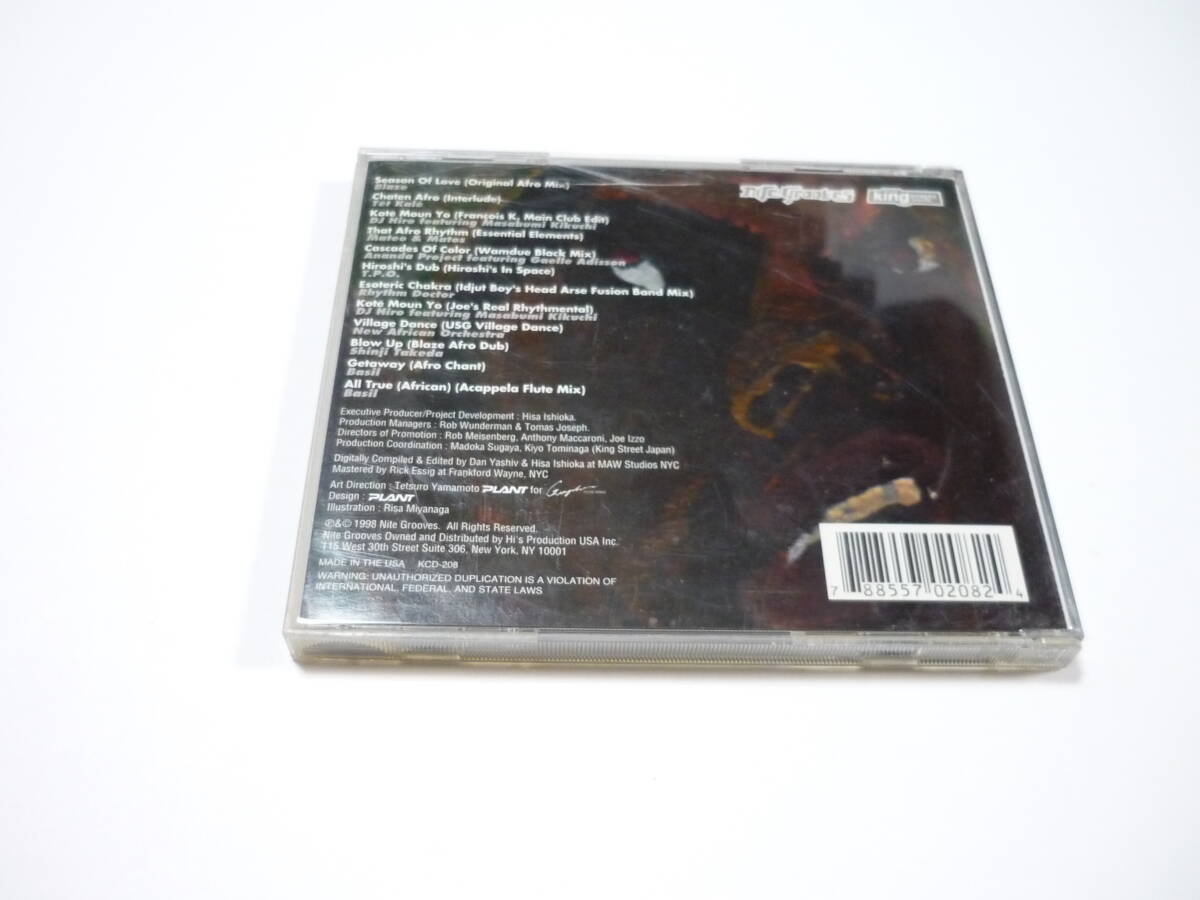 Season Of Love (Original Afro Mix)
Blaze
Chaten Afro (Interlude)
Tét Kalé
Koté Moun Yo (François K. Main Club Edit)
DJ Hiro featuring Masabumi Kikuchi
That Afro Rhythm (Essential Elements)
Mateo & Matos
Cascades Of Color (Wamdue Black Mix)
Ananda Project featuring Gaelle Adisson
Hiroshi's Dub (Hiroshi's In Space)
T.P.O.
Esoteric Chakra (Idjut Boy's Head Arse Fusion Band Mix)
Rhythm Doctor
Koté Moun Yo (Joe's Real Rhythmental)
DJ Hiro featuring Masabumi Kikuchi
Village Dance (USG Village Dance)
New African Orchestra
Blow Up (Blaze Afro Dub)
Shinji Takeda
Getaway (Afro Chant)
Basil
All True (African) (Acappela Flute Mix)
Basil
nite grooves
king
Executive Producer/Project Development : Hisa Ishioka.
Production Managers : Rob Wunderman & Tomas Joseph.
Directors of Promotion : Rob Meisenberg, Anthony Maccaroni, Joe Izzo
Production Coordination : Madoka Sugaya, Kiyo Tominaga (King Street Japan)
Digitally Compiled & Edited by Dan Yashiv & Hisa Ishioka at MAW Studios NYC
Mastered by Rick Essig at Frankford Wayne, NYC
Art Direction : Tetsuro Yamamoto PLANT for
Design : PLANT
Illustration : Risa Miyanaga
℗&© 1998 Nite Grooves. All Rights Reserved.
Nite Grooves Owned and Distributed by Hi's Production USA Inc.
115 West 30th Street Suite 306, New York, NY 10001
MADE IN THE USA KCD-208
WARNING: UNAUTHORIZED DUPLICATION IS A VIOLATION OF
INTERNATIONAL, FEDERAL, AND STATE LAWS
7 88557 02082 4